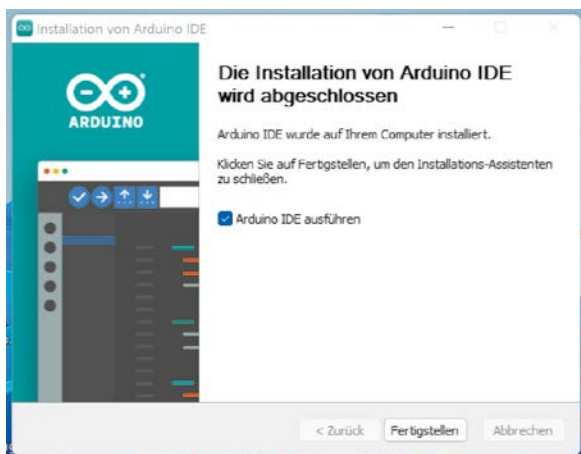 Installation von Arduino IDE
ARDUINO
Die Installation von Arduino IDE
wird abgeschlossen
Arduino IDE wurde auf Ihrem Computer installiert.
Klicken Sie auf Fertigstellen, um den Installations-Assistenten
zu schließen.
Arduino IDE ausführen
< Zurück Fertigstellen Abbrechen